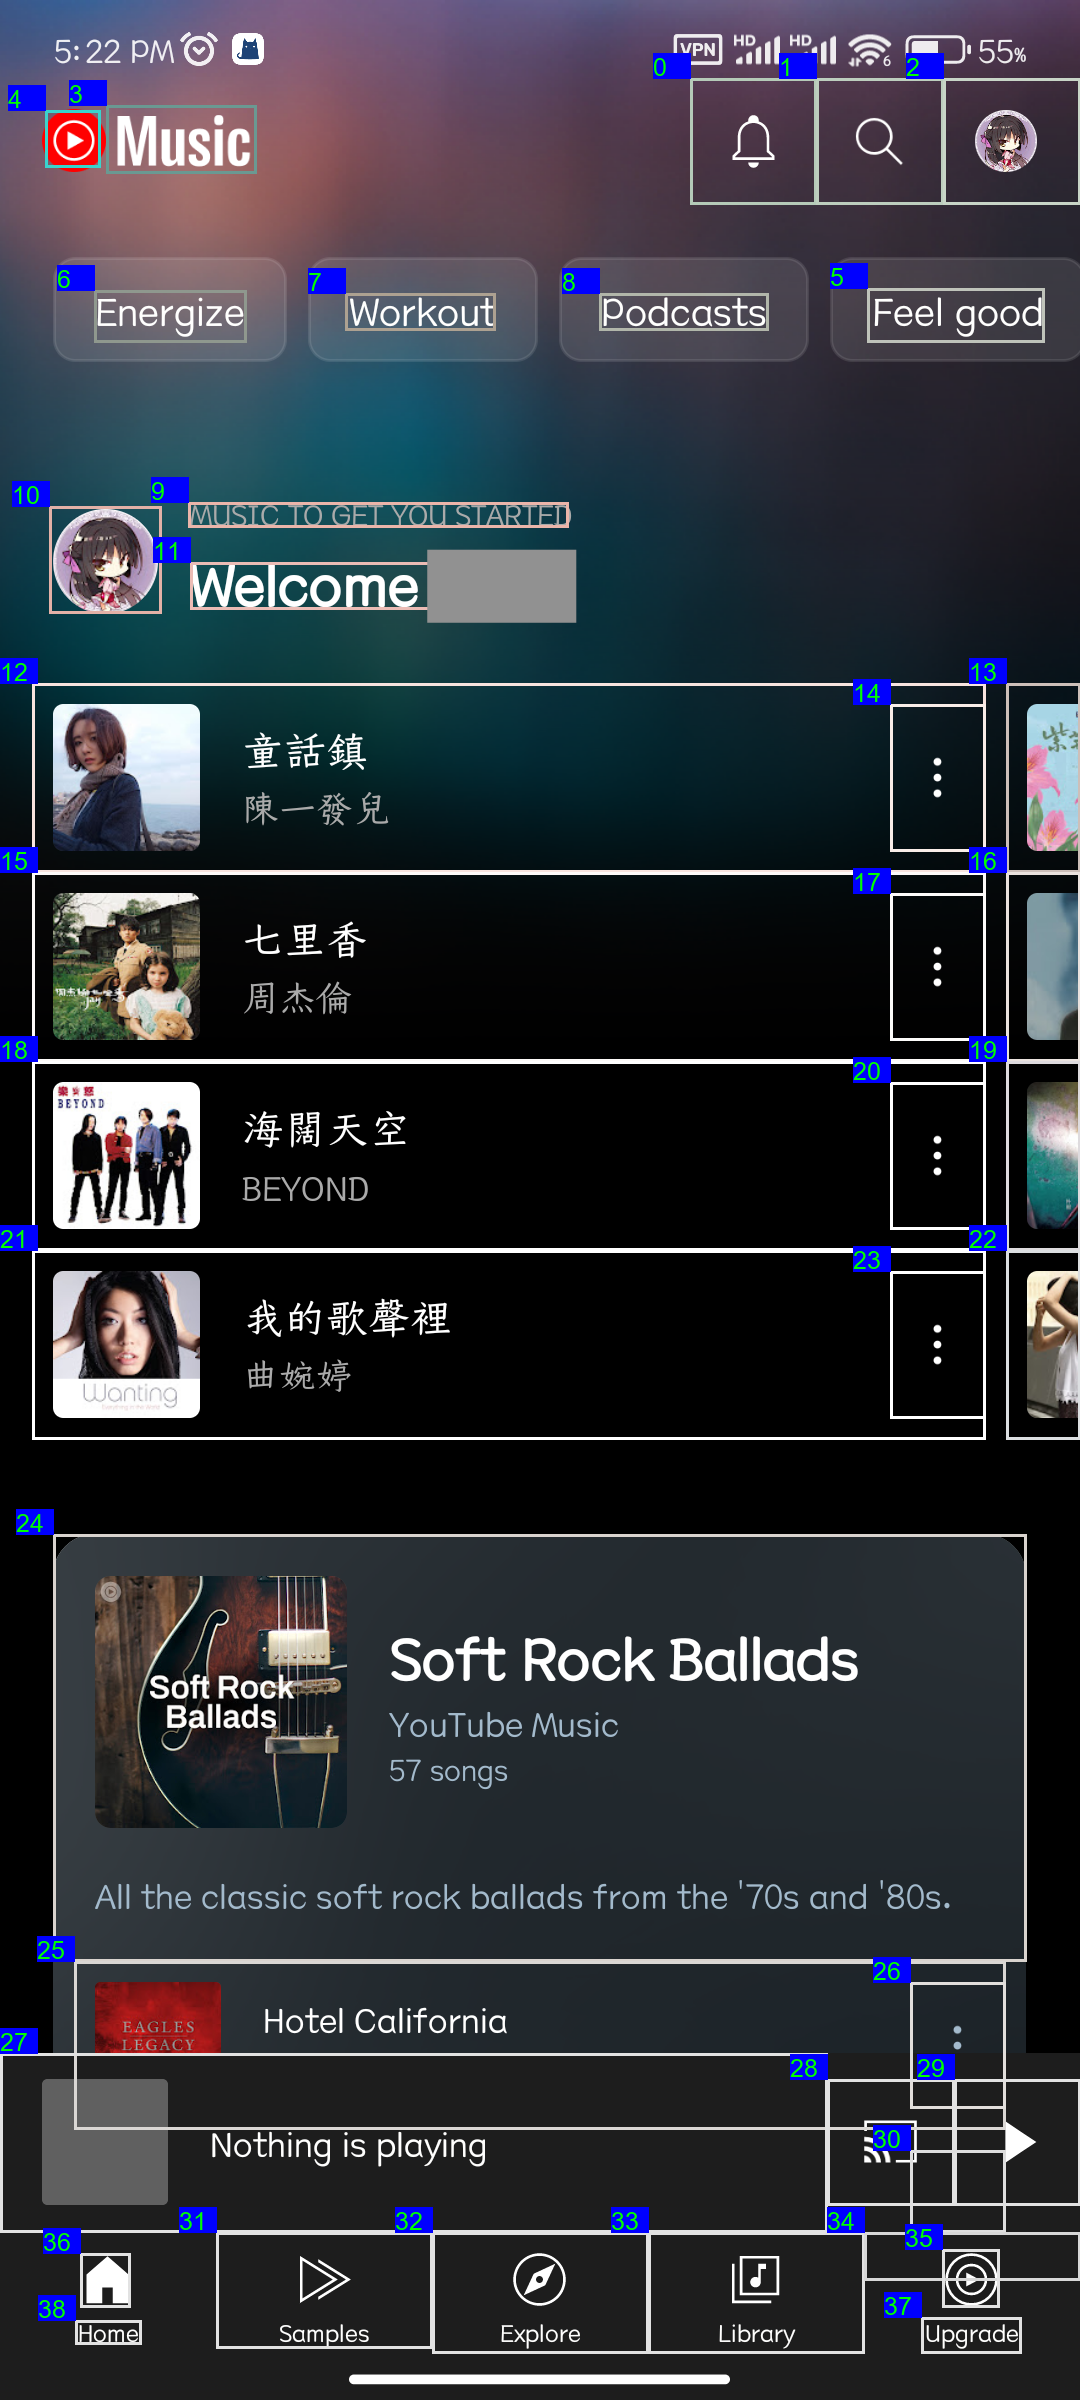 5:22 PM VPN HD HD 6 55%
0 1 2
4 3 Music
6 Energize 7 Workout 8 Podcasts 5 Feel good
10 9 MUSIC TO GET YOU STARTED
11 Welcome
12 13
14
童話鎮
陳一發兒
15 16
17
七里香
周杰倫
18 19
20
BEYOND
海闊天空
BEYOND
21 22
23
我的歌聲裡
曲婉婷
Wanting
24
Soft Rock Ballads
Soft Rock
Ballads
YouTube Music
57 songs
All the classic soft rock ballads from the '70s and '80s.
25 26
Hotel California
EAGLES
LEGACY
27 28 29
30
Nothing is playing
31 32 33 34 35 36
38 37
Home Samples Explore Library Upgrade